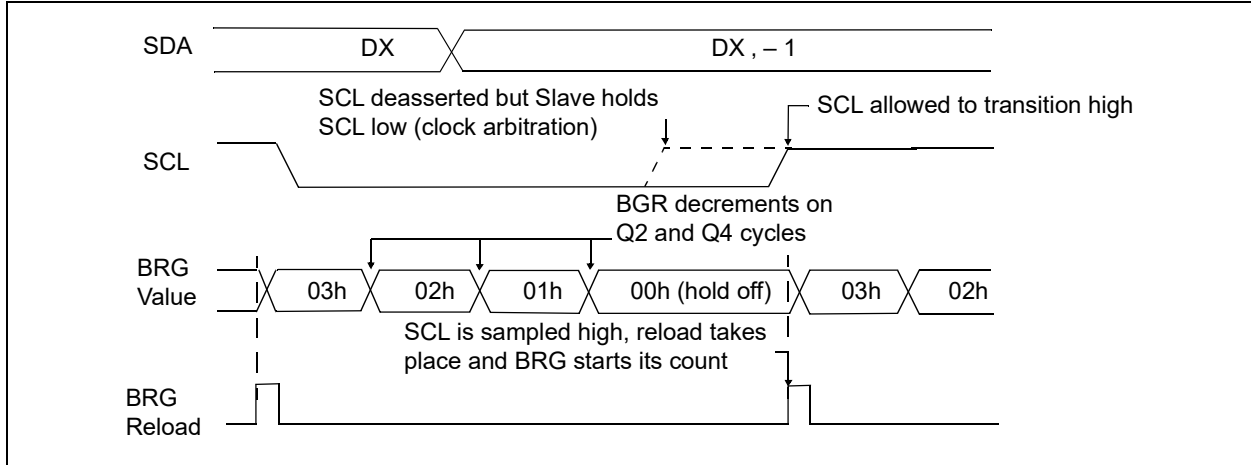 SDA
DX
DX , – 1
SCL deasserted but Slave holds
SCL low (clock arbitration)
SCL allowed to transition high
SCL
BGR decrements on
Q2 and Q4 cycles
BRG
Value
03h
02h
01h
00h (hold off)
03h
02h
SCL is sampled high, reload takes
place and BRG starts its count
BRG
Reload